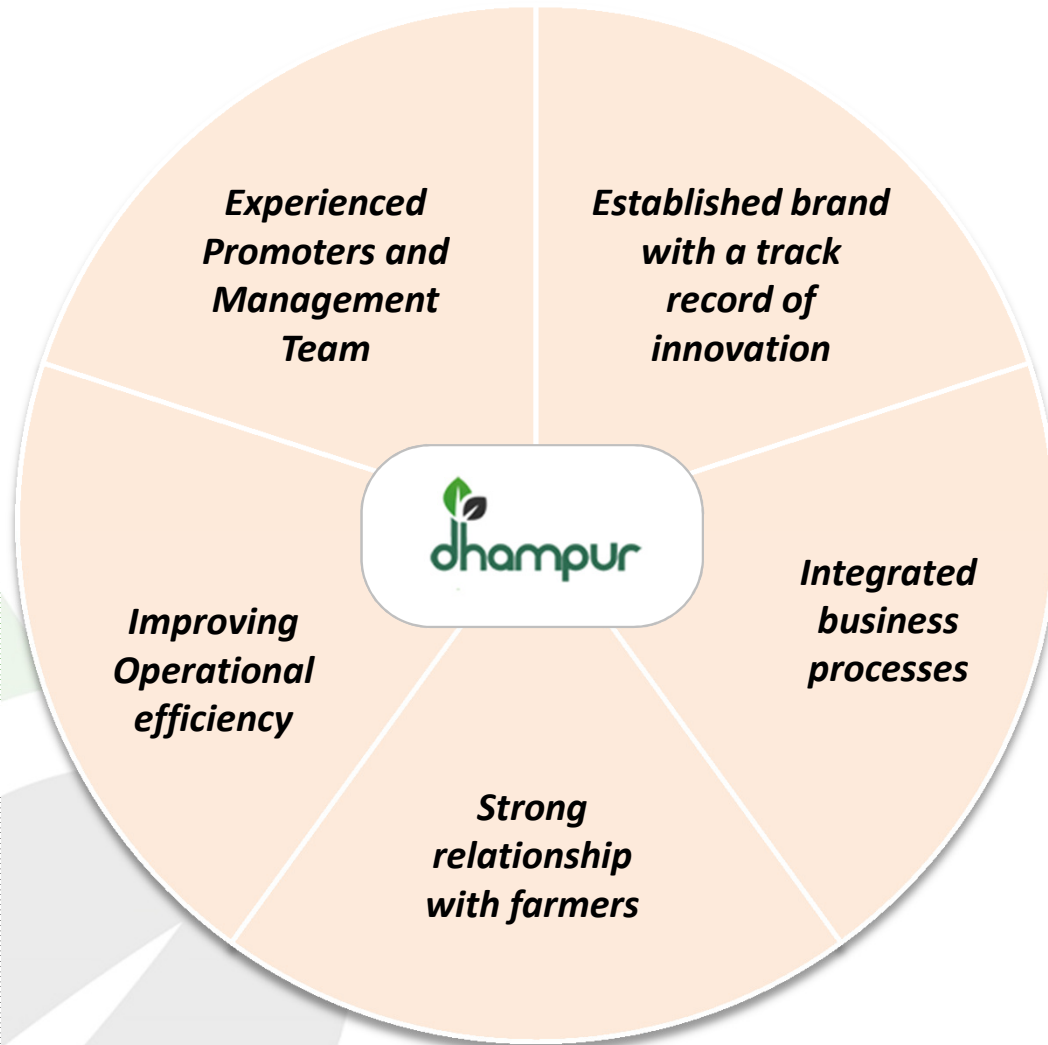 Experienced
Promoters and
Management
Team
Established brand
with a track
record of
innovation
dhampur
Integrated
business
processes
Improving
Operational
efficiency
Strong
relationship
with farmers